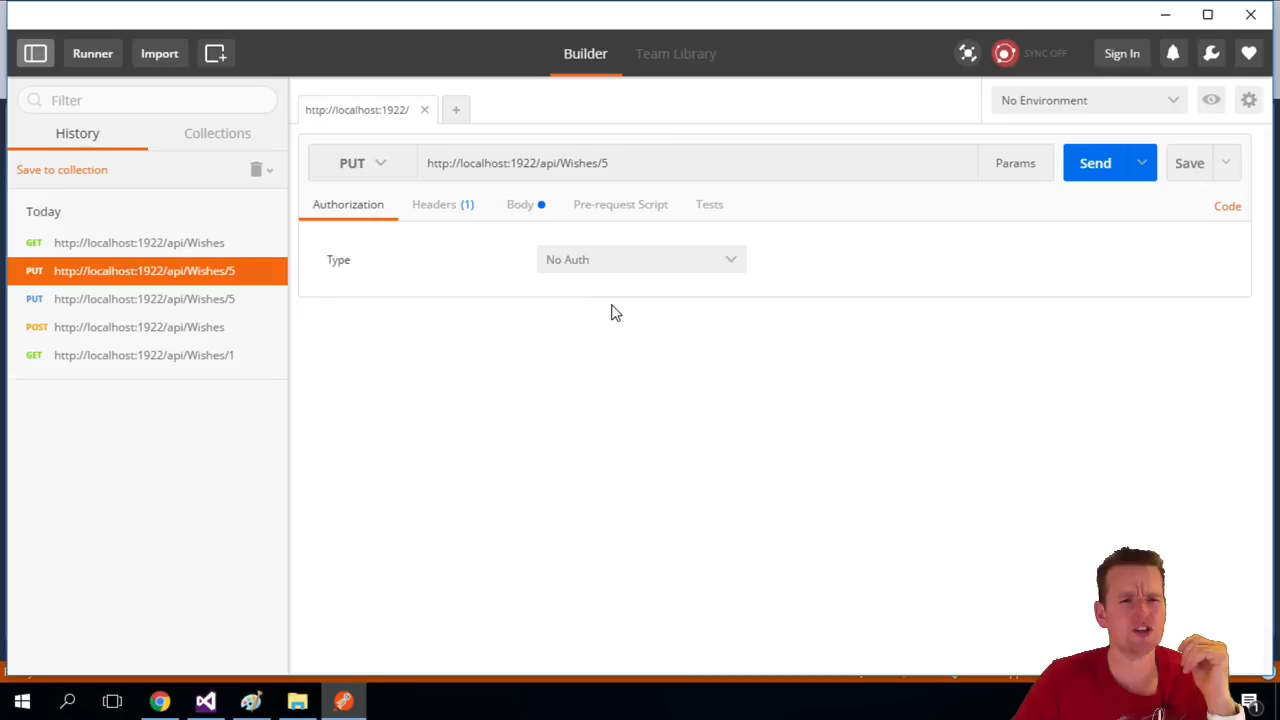 Runner
Import
Builder
Team Library
SYNC OFF
Sign In
Filter
History
Collections
Save to collection
Today
GET http://localhost:1922/api/Wishes
PUT http://localhost:1922/api/Wishes/5
PUT http://localhost:1922/api/Wishes/5
POST http://localhost:1922/api/Wishes
GET http://localhost:1922/api/Wishes/1
http://localhost:1922/
No Environment
PUT
http://localhost:1922/api/Wishes/5
Params
Send
Save
Authorization
Headers (1)
Body
Pre-request Script
Tests
Code
Type
No Auth
1